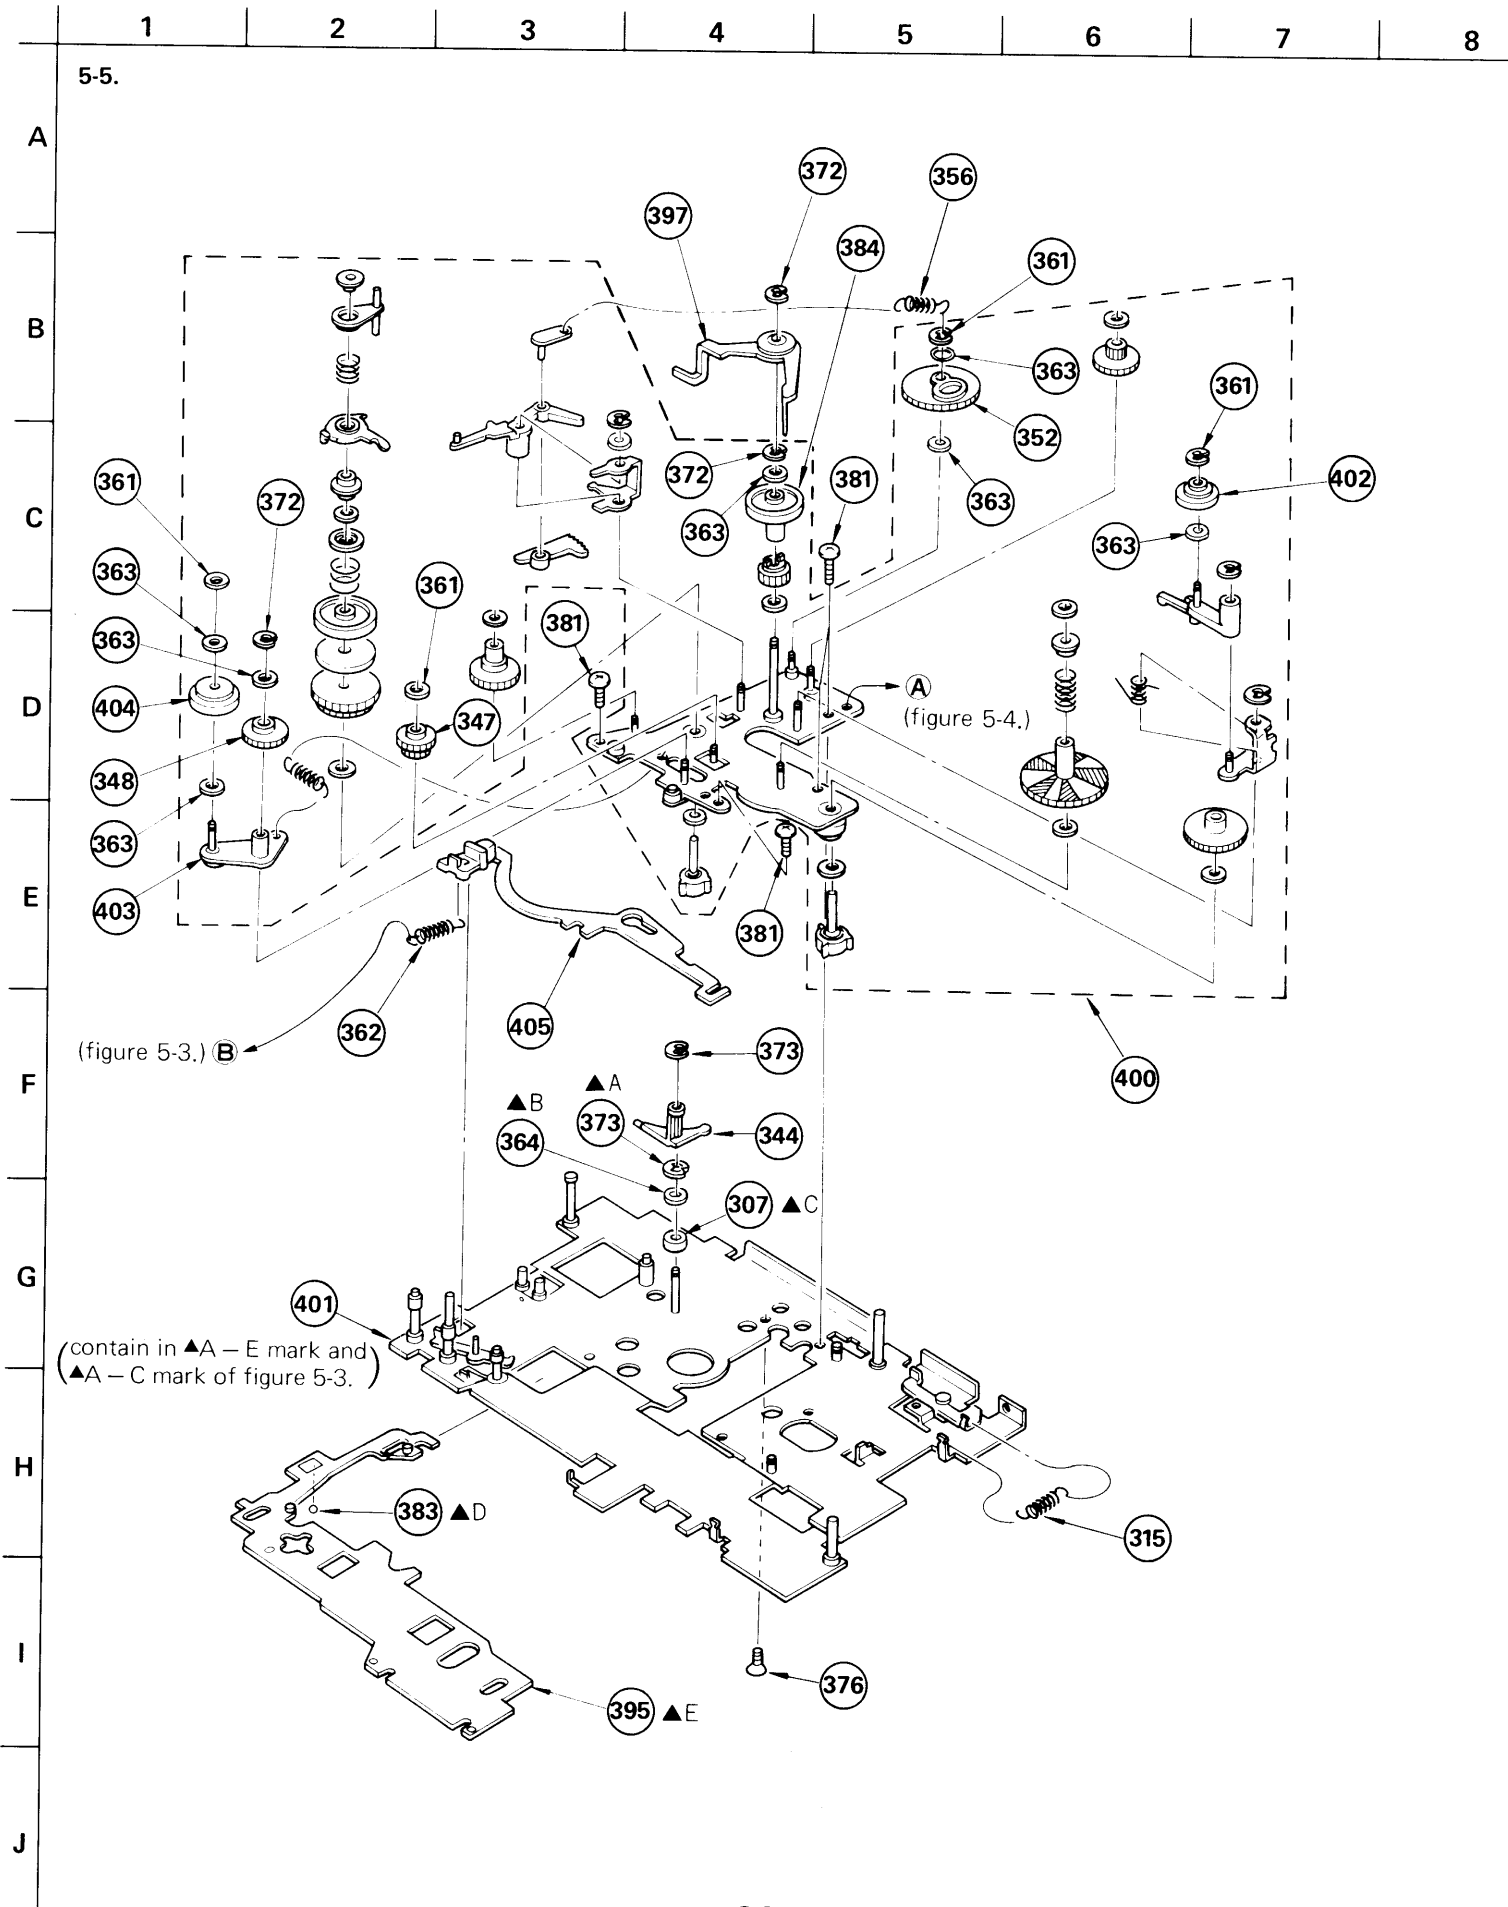 1 2 3 4 5 6 7 8
5-5.
A
372
356
397
384
361
B
363
361
352
361
372
372
381
402
363
363
C
363
363
361
381
363
D
404
347
A
(figure 5-4.)
348
363
E
403
381
362
405
(figure 5-3.) B
373
400
F
▲A
▲B
373
344
364
307 ▲C
G
401
(contain in ▲A – E mark and
▲A – C mark of figure 5-3.)
H
383 ▲D
315
I
376
395 ▲E
J